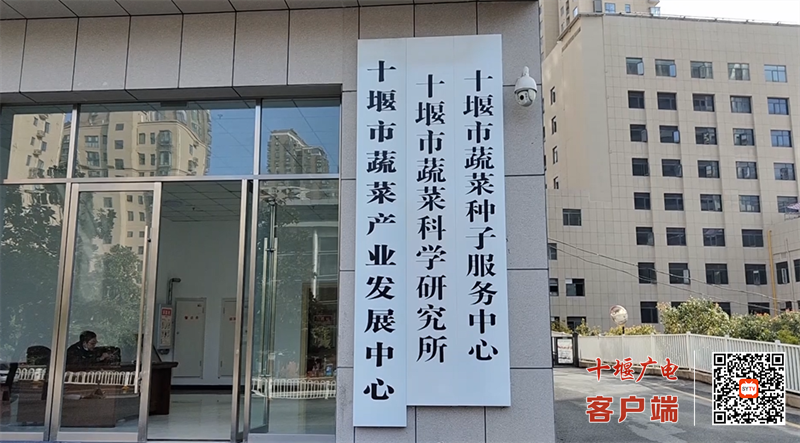 十堰市蔬菜产业发展中心
十堰市蔬菜科学研究所
十堰市蔬菜种子服务中心
十堰广电
客户端
SYTV